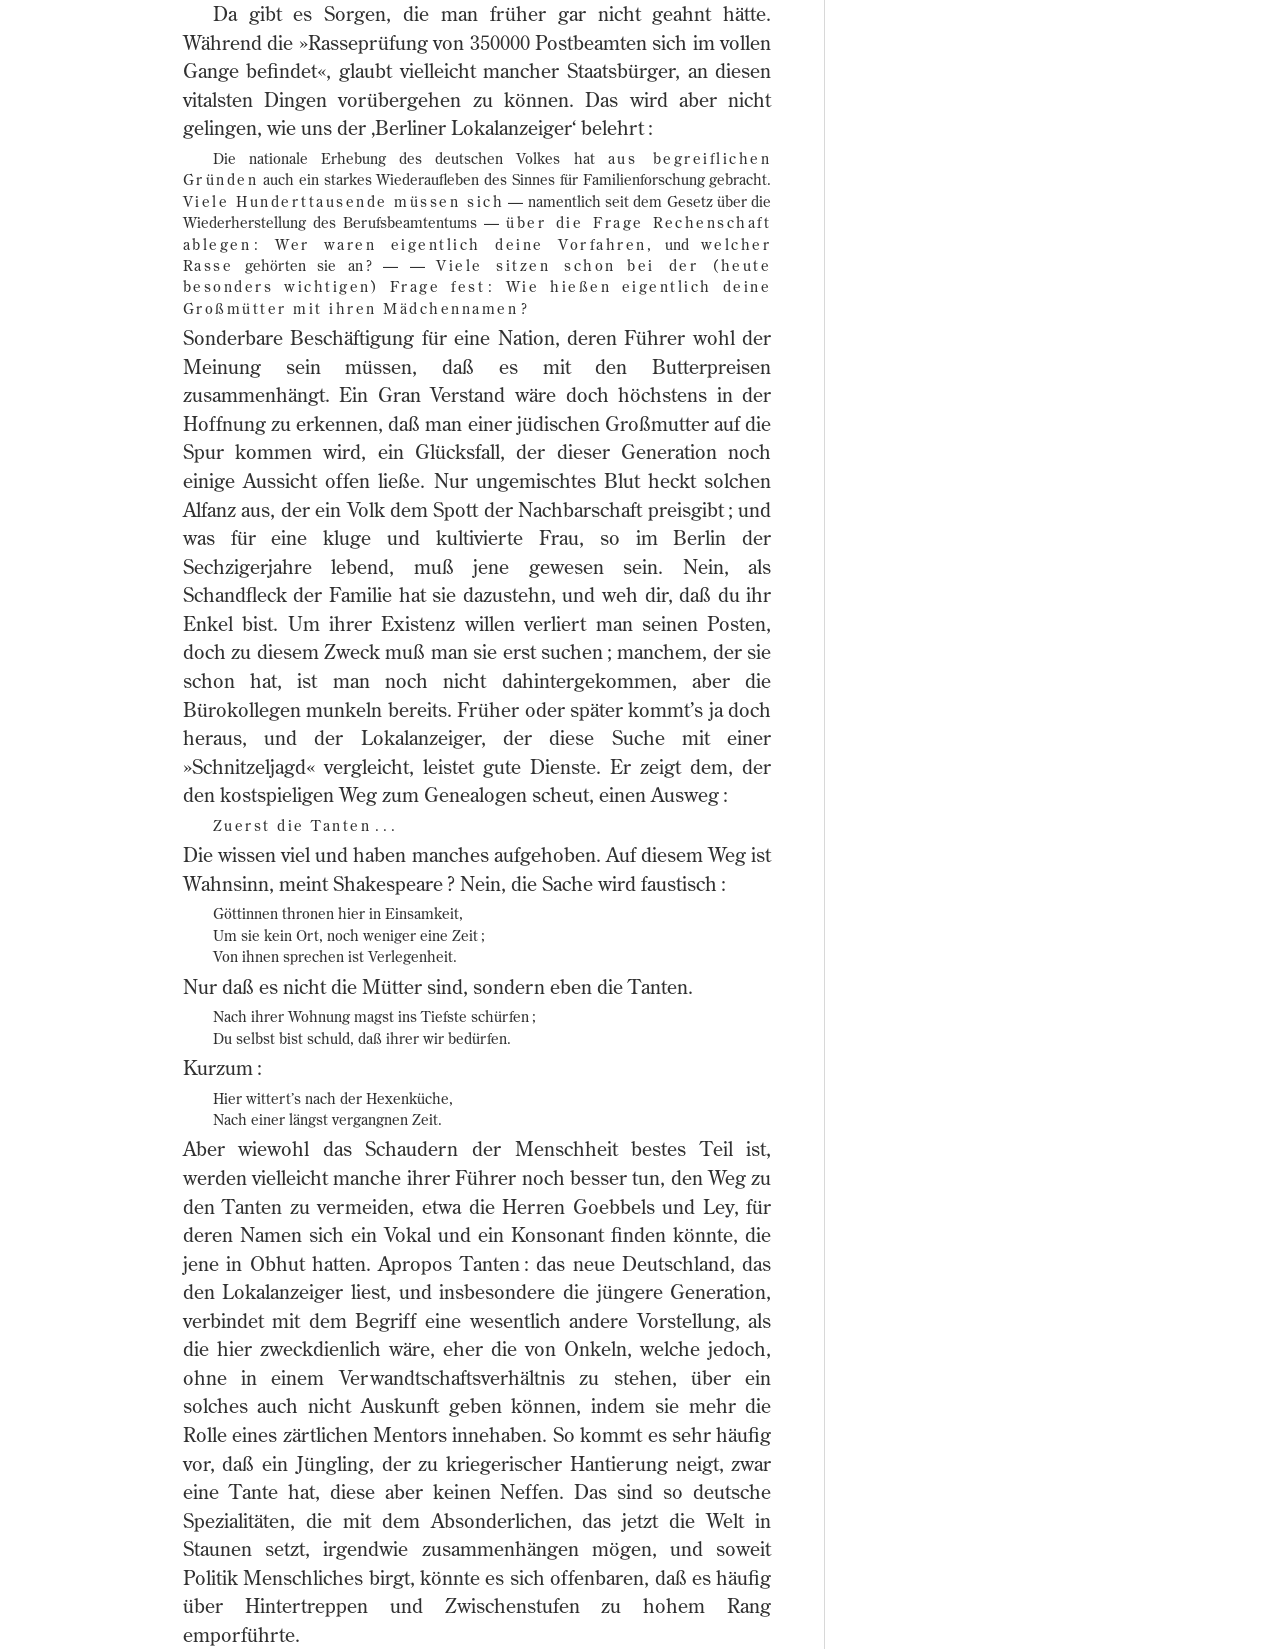 Da gibt es Sorgen, die man früher gar nicht geahnt hätte.
Während die »Rasseprüfung von 350000 Postbeamten sich im vollen
Gange befindet«, glaubt vielleicht mancher Staatsbürger, an diesen
vitalsten Dingen vorübergehen zu können. Das wird aber nicht
gelingen, wie uns der ‚Berliner Lokalanzeiger‘ belehrt :
Die nationale Erhebung des deutschen Volkes hat aus begreiflichen
Gründen auch ein starkes Wiederaufleben des Sinnes für Familienforschung gebracht.
Viele Hunderttausende müssen sich — namentlich seit dem Gesetz über die
Wiederherstellung des Berufsbeamtentums — über die Frage Rechenschaft
ablegen : Wer waren eigentlich deine Vorfahren, und welcher
Rasse gehörten sie an ? — — Viele sitzen schon bei der (heute
besonders wichtigen) Frage fest : Wie hießen eigentlich deine
Großmütter mit ihren Mädchennamen ?
Sonderbare Beschäftigung für eine Nation, deren Führer wohl der
Meinung sein müssen, daß es mit den Butterpreisen
zusammenhängt. Ein Gran Verstand wäre doch höchstens in der
Hoffnung zu erkennen, daß man einer jüdischen Großmutter auf die
Spur kommen wird, ein Glücksfall, der dieser Generation noch
einige Aussicht offen ließe. Nur ungemischtes Blut heckt solchen
Alfanz aus, der ein Volk dem Spott der Nachbarschaft preisgibt ; und
was für eine kluge und kultivierte Frau, so im Berlin der
Sechzigerjahre lebend, muß jene gewesen sein. Nein, als
Schandfleck der Familie hat sie dazustehn, und weh dir, daß du ihr
Enkel bist. Um ihrer Existenz willen verliert man seinen Posten,
doch zu diesem Zweck muß man sie erst suchen ; manchem, der sie
schon hat, ist man noch nicht dahintergekommen, aber die
Bürokollegen munkeln bereits. Früher oder später kommt’s ja doch
heraus, und der Lokalanzeiger, der diese Suche mit einer
»Schnitzeljagd« vergleicht, leistet gute Dienste. Er zeigt dem, der
den kostspieligen Weg zum Genealogen scheut, einen Ausweg :
Zuerst die Tanten . . .
Die wissen viel und haben manches aufgehoben. Auf diesem Weg ist
Wahnsinn, meint Shakespeare ? Nein, die Sache wird faustisch :
Göttinnen thronen hier in Einsamkeit,
Um sie kein Ort, noch weniger eine Zeit ;
Von ihnen sprechen ist Verlegenheit.
Nur daß es nicht die Mütter sind, sondern eben die Tanten.
Nach ihrer Wohnung magst ins Tiefste schürfen ;
Du selbst bist schuld, daß ihrer wir bedürfen.
Kurzum :
Hier wittert’s nach der Hexenküche,
Nach einer längst vergangnen Zeit.
Aber wiewohl das Schaudern der Menschheit bestes Teil ist,
werden vielleicht manche ihrer Führer noch besser tun, den Weg zu
den Tanten zu vermeiden, etwa die Herren Goebbels und Ley, für
deren Namen sich ein Vokal und ein Konsonant finden könnte, die
jene in Obhut hatten. Apropos Tanten : das neue Deutschland, das
den Lokalanzeiger liest, und insbesondere die jüngere Generation,
verbindet mit dem Begriff eine wesentlich andere Vorstellung, als
die hier zweckdienlich wäre, eher die von Onkeln, welche jedoch,
ohne in einem Verwandtschaftsverhältnis zu stehen, über ein
solches auch nicht Auskunft geben können, indem sie mehr die
Rolle eines zärtlichen Mentors innehaben. So kommt es sehr häufig
vor, daß ein Jüngling, der zu kriegerischer Hantierung neigt, zwar
eine Tante hat, diese aber keinen Neffen. Das sind so deutsche
Spezialitäten, die mit dem Absonderlichen, das jetzt die Welt in
Staunen setzt, irgendwie zusammenhängen mögen, und soweit
Politik Menschliches birgt, könnte es sich offenbaren, daß es häufig
über Hintertreppen und Zwischenstufen zu hohem Rang
emporführte.